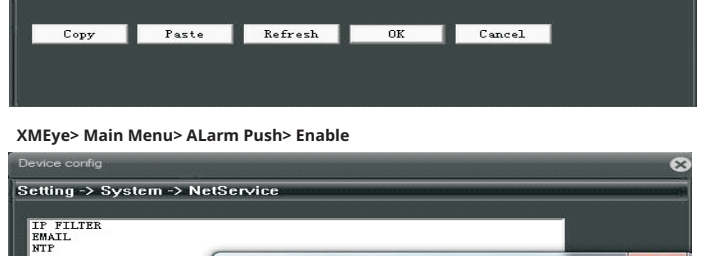 Copy Paste Refresh OK Cancel
XMEye> Main Menu> ALarm Push> Enable
Device config
Setting -> System -> NetService
IP FILTER
EMAIL
NTP